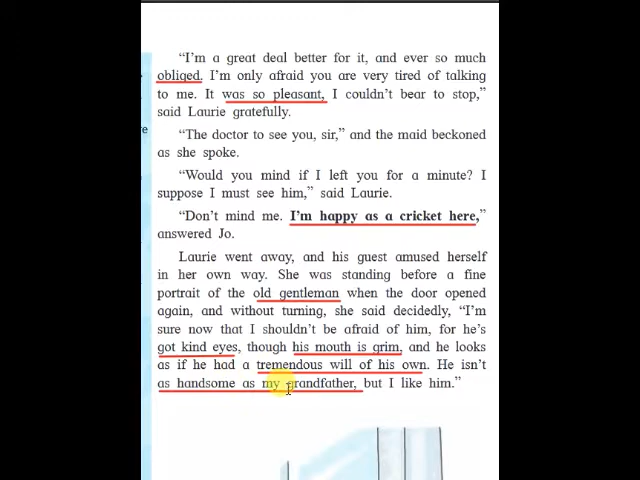 "I'm a great deal better for it, and ever so much
obliged. I'm only afraid you are very tired of talking
to me. It was so pleasant, I couldn't bear to stop,"
said Laurie gratefully.
"The doctor to see you, sir," and the maid beckoned
as she spoke.
"Would you mind if I left you for a minute? I
suppose I must see him," said Laurie.
"Don't mind me. I'm happy as a cricket here,"
answered Jo.
Laurie went away, and his guest amused herself
in her own way. She was standing before a fine
portrait of the old gentleman when the door opened
again, and without turning, she said decidedly, "I'm
sure now that I shouldn't be afraid of him, for he's
got kind eyes, though his mouth is grim, and he looks
as if he had a tremendous will of his own. He isn't
as handsome as my grandfather, but I like him."